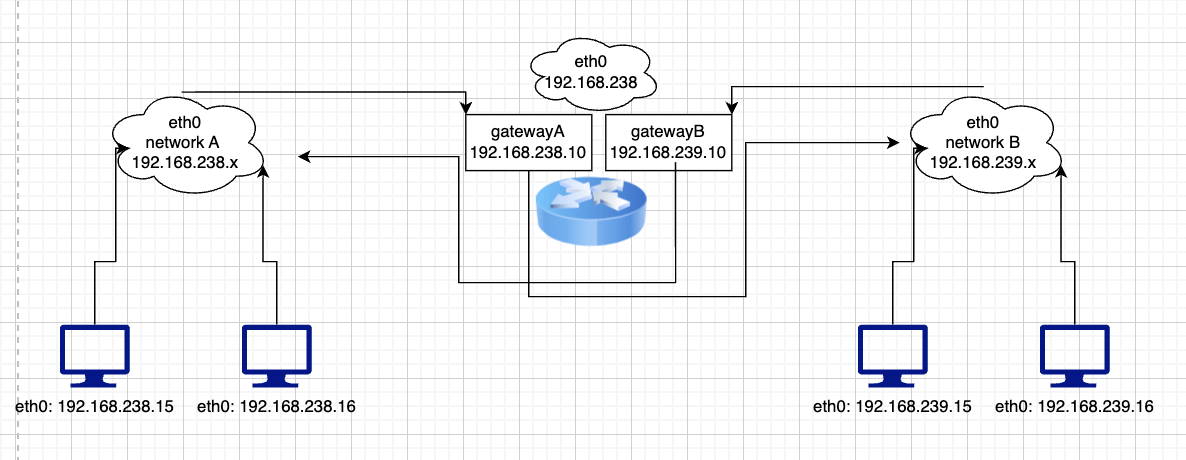 eth0
192.168.238
eth0
network A
192.168.238.x
gatewayA
192.168.238.10
gatewayB
192.168.239.10
eth0
network B
192.168.239.x
eth0: 192.168.238.15
eth0: 192.168.238.16
eth0: 192.168.239.15
eth0: 192.168.239.16